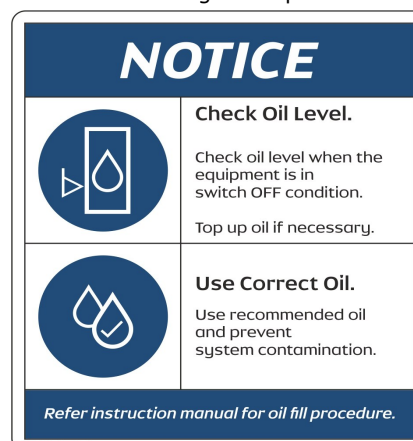 NOTICE
Check Oil Level.
Check oil level when the
equipment is in
switch OFF condition.
Top up oil if necessary.
Use Correct Oil.
Use recommended oil
and prevent
system contamination.
Refer instruction manual for oil fill procedure.